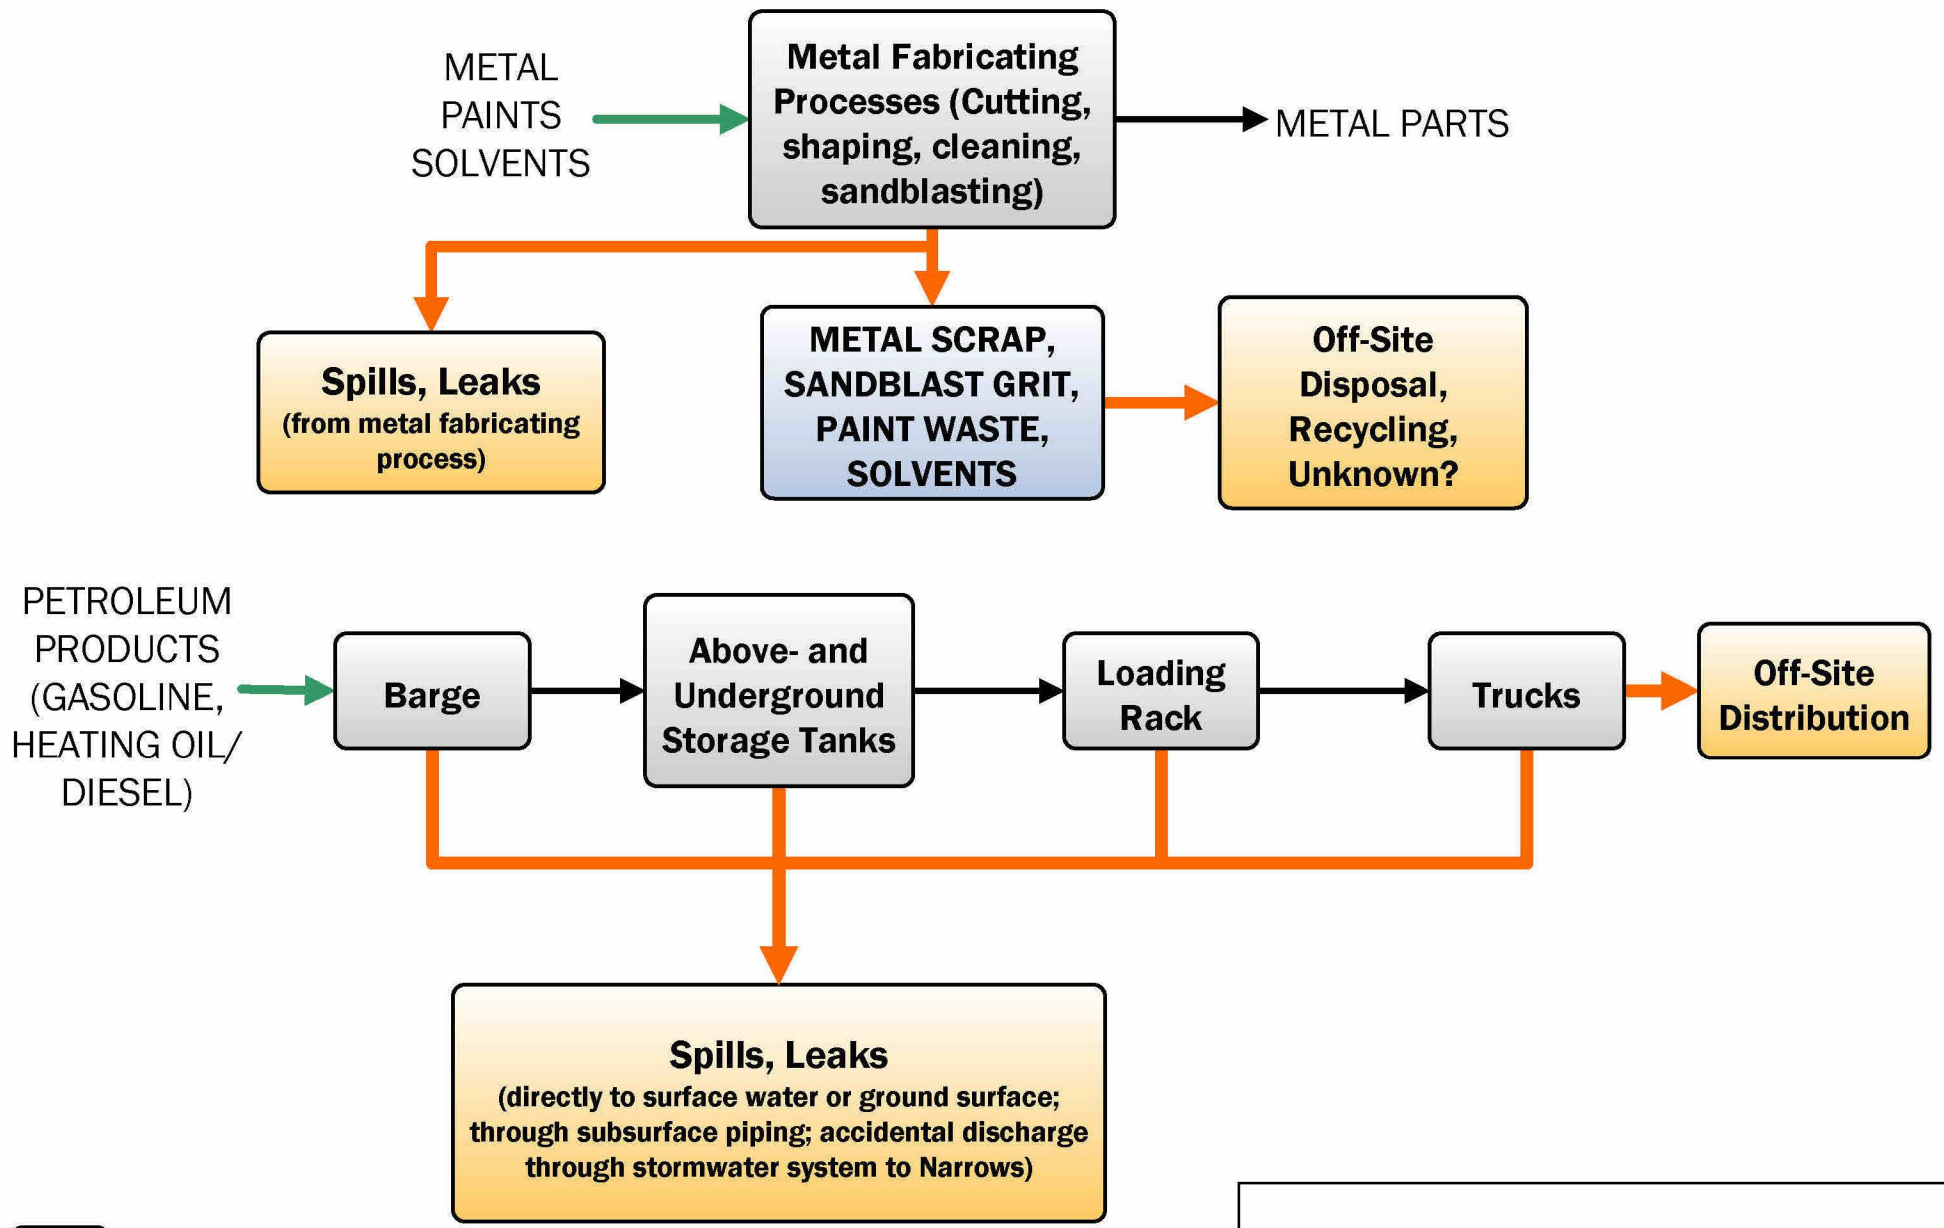 METAL
PAINTS
SOLVENTS
Metal Fabricating
Processes (Cutting,
shaping, cleaning,
sandblasting)
METAL PARTS
Spills, Leaks
(from metal fabricating
process)
METAL SCRAP,
SANDBLAST GRIT,
PAINT WASTE,
SOLVENTS
Off-Site
Disposal,
Recycling,
Unknown?
PETROLEUM
PRODUCTS
(GASOLINE,
HEATING OIL/
DIESEL)
Barge
Above- and
Underground
Storage Tanks
Loading
Rack
Trucks
Off-Site
Distribution
Spills, Leaks
(directly to surface water or ground surface;
through subsurface piping; accidental discharge
through stormwater system to Narrows)